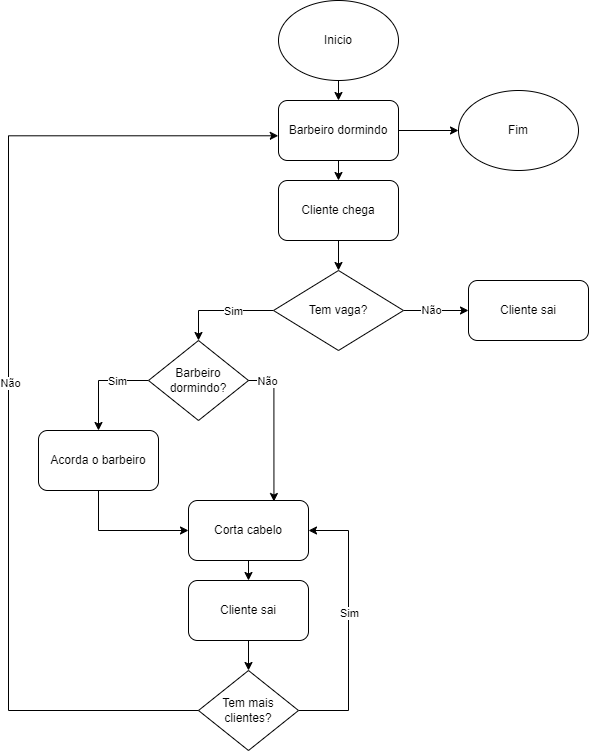 Inicio
Barbeiro dormindo
Fim
Cliente chega
Tem vaga?
Sim
Não
Cliente sai
Barbeiro
dormindo?
Sim
Não
Não
Acorda o barbeiro
Corta cabelo
Cliente sai
Sim
Tem mais
clientes?